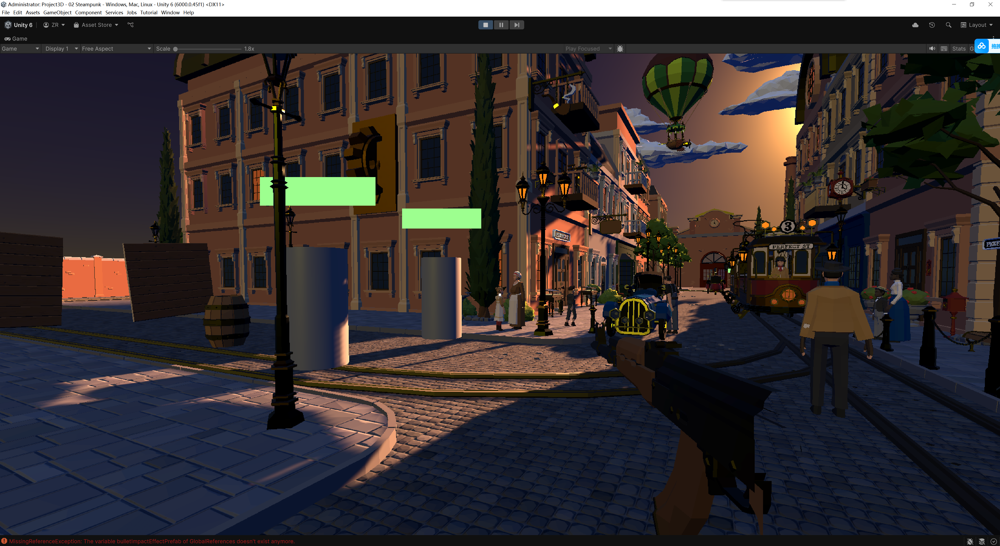 Administrator: Project3D - 02 Steampunk - Windows, Mac, Linux - Unity 6 (6000.0.45f1) <DX11>
File Edit Assets GameObject Component Services Jobs Tutorial Window Help
Unity 6 ZR Asset Store Layout
Game
Game Display 1 Free Aspect Scale 1.8x Play Focused Stats G 拖拽
3
PERFECT ST
MissingReferenceException: The variable bulletImpactEffectPrefab of GlobalReferences doesn't exist anymore.